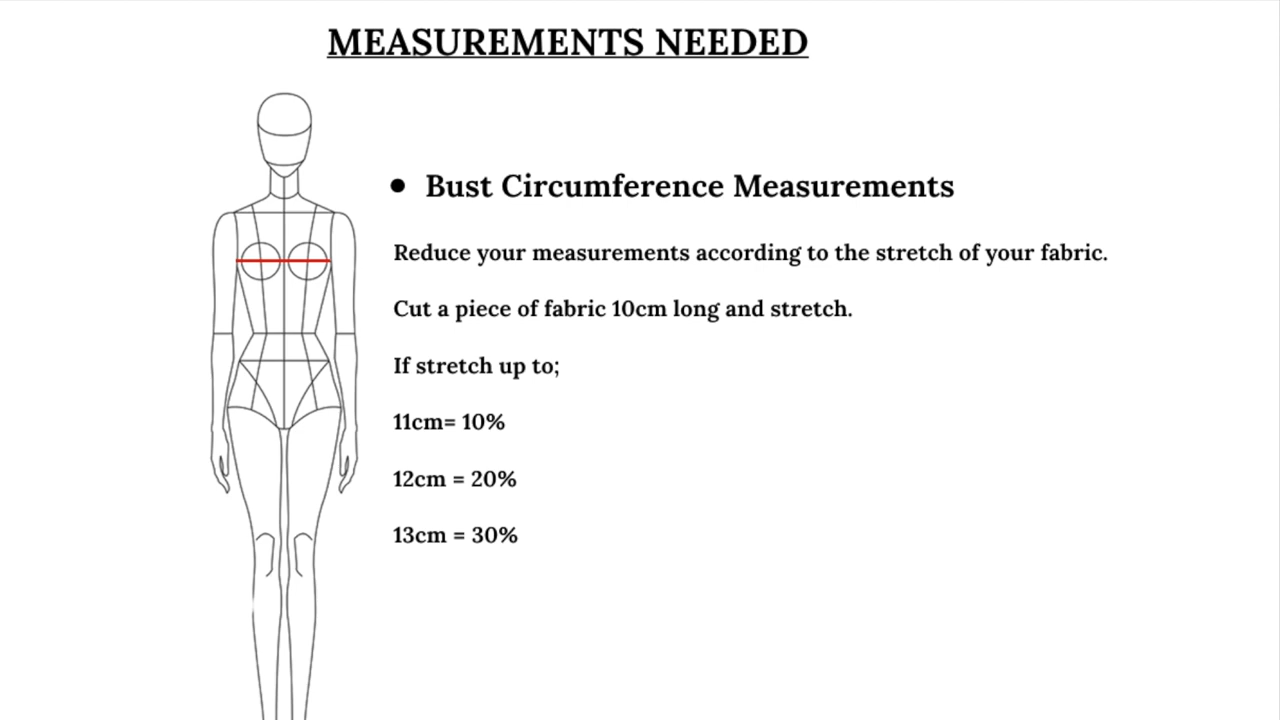 MEASUREMENTS NEEDED
• Bust Circumference Measurements
Reduce your measurements according to the stretch of your fabric.
Cut a piece of fabric 10cm long and stretch.
If stretch up to;
11cm= 10%
12cm = 20%
13cm = 30%